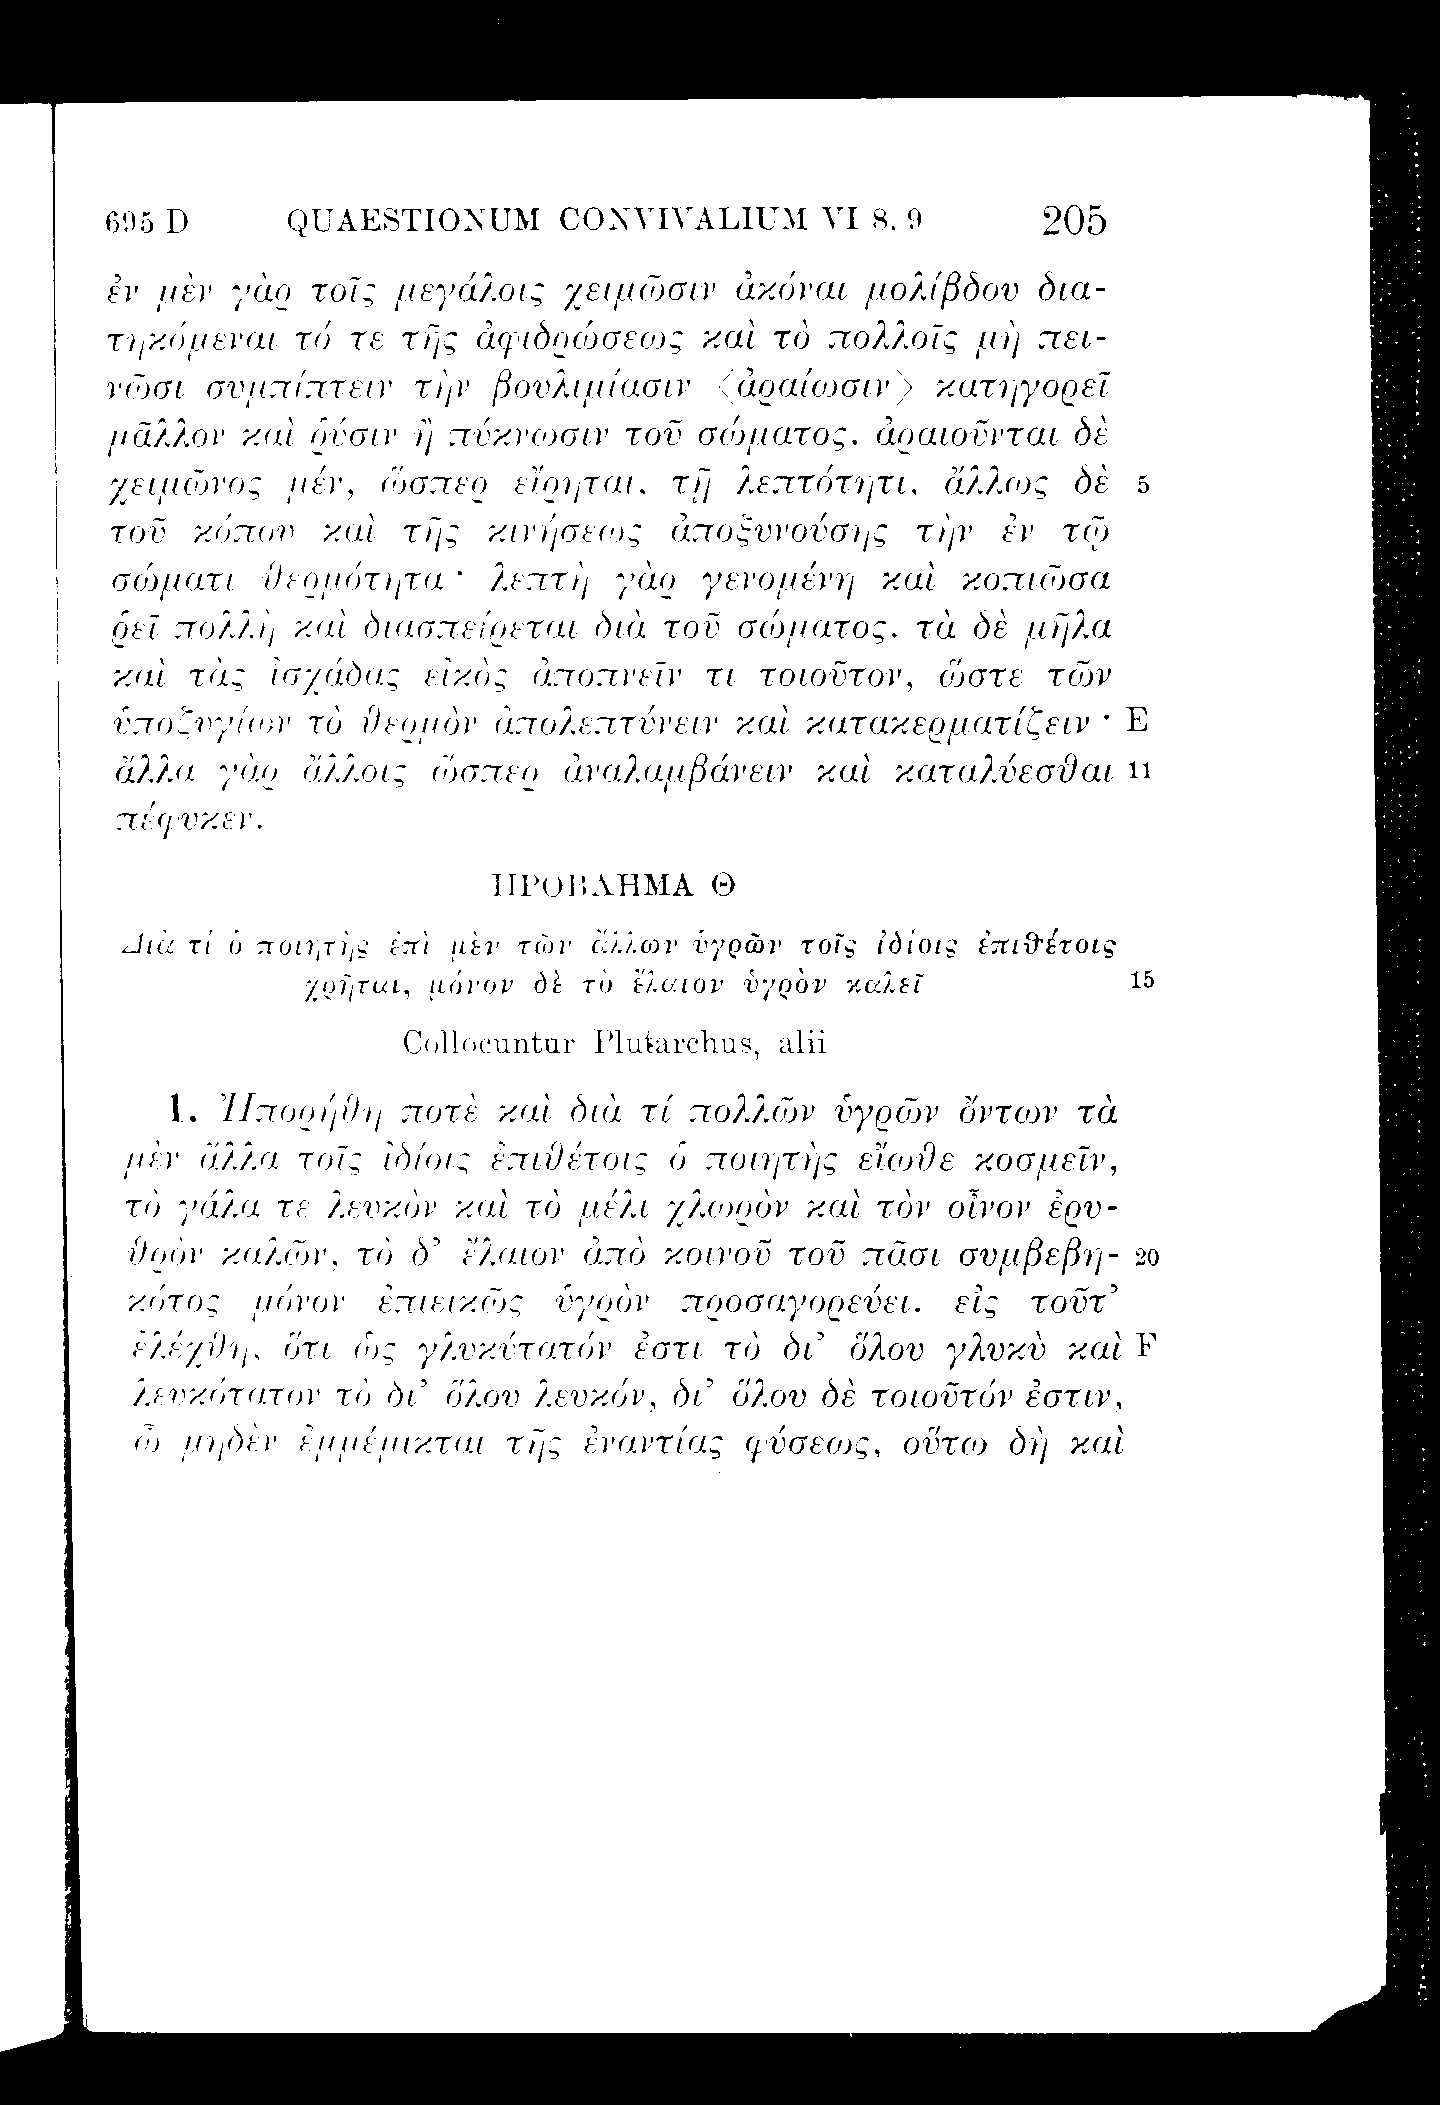 695 D QUAESTIONUM CONVIVALIUM VI 8. 9 205
ἐν μὲν γὰρ τοῖς μεγάλοις χειμῶσιν ἀκόναι μολίβδου δια-
τηκόμεναι τό τε τῆς ἀφιδρώσεως καὶ τὸ πολλοῖς μὴ πει-
νῶσι συμπίπτειν τὴν βουλιμίασιν ⟨ἀραίωσιν⟩ κατηγορεῖ
μᾶλλον καὶ ῥύσιν ἢ πύκνωσιν τοῦ σώματος. ἀραιοῦνται δὲ
χειμῶνος μέν, ὥσπερ εἴρηται, τῇ λεπτότητι, ἄλλως δὲ 5
τοῦ κόπου καὶ τῆς κινήσεως ἀποξυνούσης τὴν ἐν τῷ
σώματι θερμότητα· λεπτὴ γὰρ γενομένη καὶ κοπιῶσα
ῥεῖ πολλὴ καὶ διασπείρεται διὰ τοῦ σώματος. τὰ δὲ μῆλα
καὶ τὰς ἰσχάδας εἰκὸς ἀποπνεῖν τι τοιοῦτον, ὥστε τῶν
ὑποζυγίων τὸ θερμὸν ἀπολεπτύνειν καὶ κατακερματίζειν· E
ἄλλα γὰρ ἄλλοις ὥσπερ ἀναλαμβάνειν καὶ καταλύεσθαι 11
πέφυκεν.
ΠΡΟΒΛΗΜΑ Θ
Διὰ τί ὁ ποιητὴς ἐπὶ μὲν τῶν ἄλλων ὑγρῶν τοῖς ἰδίοις ἐπιθέτοις
χρῆται, μόνον δὲ τὸ ἔλαιον ὑγρὸν καλεῖ 15
Collocuntur Plutarchus, alii
1. Ἠπορήθη ποτὲ καὶ διὰ τί πολλῶν ὑγρῶν ὄντων τὰ
μὲν ἄλλα τοῖς ἰδίοις ἐπιθέτοις ὁ ποιητὴς εἴωθε κοσμεῖν,
τὸ γάλα τε λευκὸν καὶ τὸ μέλι χλωρὸν καὶ τὸν οἶνον ἐρυ-
θρὸν καλῶν, τὸ δ’ ἔλαιον ἀπὸ κοινοῦ τοῦ πᾶσι συμβεβη- 20
κότος μόνον ἐπιεικῶς ὑγρὸν προσαγορεύει. εἰς τοῦτ’
ἐλέχθη, ὅτι ὡς γλυκύτατόν ἐστι τὸ δι’ ὅλου γλυκὺ καὶ F
λευκότατον τὸ δι’ ὅλου λευκόν, δι’ ὅλου δὲ τοιοῦτόν ἐστιν,
ᾧ μηδὲν ἐμμέμικται τῆς ἐναντίας φύσεως, οὕτω δὴ καὶ